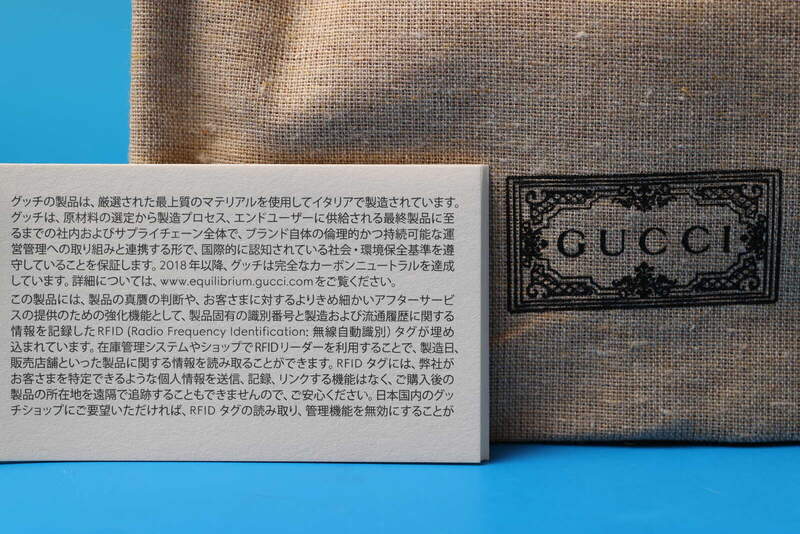 グッチの製品は、厳選された最上質のマテリアルを使用してイタリアで製造されています。
グッチは、原材料の選定から製造プロセス、エンドユーザーに供給される最終製品に至
るまでの社内およびサプライチェーン全体で、ブランド自体の倫理的かつ持続可能な運
営管理への取り組みと連携する形で、国際的に認知されている社会・環境保全基準を遵
守していることを保証します。2018年以降、グッチは完全なカーボンニュートラルを達成
しています。詳細については、www.equilibrium.gucci.comをご覧ください。
この製品には、製品の真贋の判断や、お客さまに対するよりきめ細かいアフターサービ
スの提供のための強化機能として、製品固有の識別番号と製造および流通履歴に関する
情報を記録したRFID (Radio Frequency Identification: 無線自動識別) タグが埋め
込まれています。在庫管理システムやショップでRFIDリーダーを利用することで、製造日、
販売店舗といった製品に関する情報を読み取ることができます。RFID タグには、弊社が
お客さまを特定できるような個人情報を送信、記録、リンクする機能はなく、ご購入後の
製品の所在地を遠隔で追跡することもできませんので、ご安心ください。日本国内のグッ
チショップにご要望いただければ、RFID タグの読み取り、管理機能を無効にすることが
GUCCI